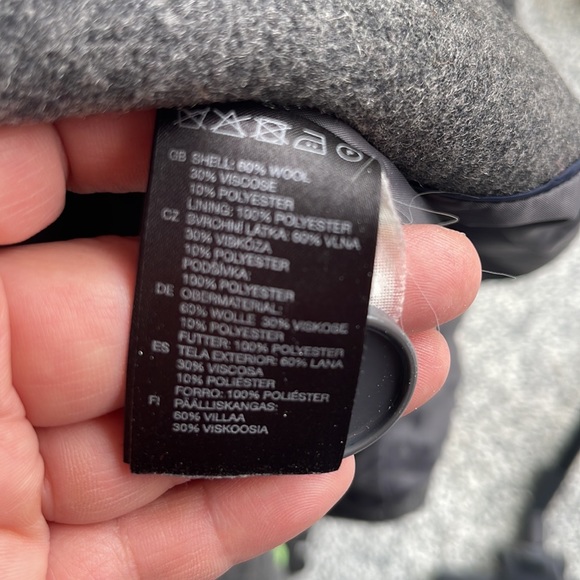 GB SHELL: 60% WOOL
30% VISCOSE
10% POLYESTER
LINING: 100% POLYESTER
CZ SVRCHNÍ LÁTKA: 60% VLNA
30% VISKÓZA
10% POLYESTER
PODŠÍVKA:
100% POLYESTER
DE OBERMATERIAL:
60% WOLLE 30% VISKOSE
10% POLYESTER
FUTTER: 100% POLYESTER
ES TELA EXTERIOR: 60% LANA
30% VISCOSA
10% POLIÉSTER
FORRO: 100% POLIÉSTER
FI PÄÄLLISKANGAS:
60% VILLAA
30% VISKOOSIA